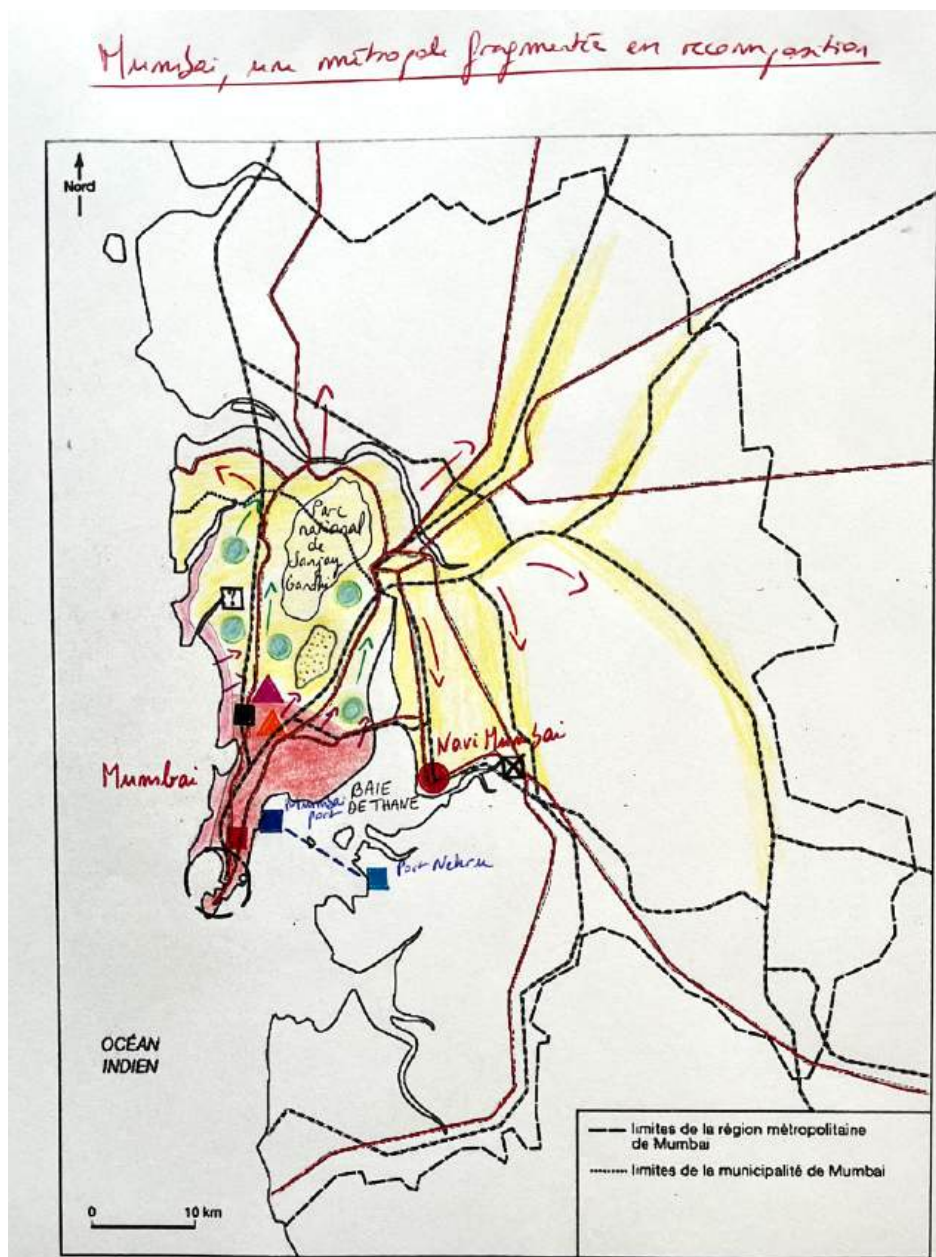 Mumbai, une métropole fragmentée en recomposition
Nord
Parc
national
de
Sanjay
Gandhi
Mumbai
Navi Mumbai
BAIE
DE THANE
Mumbai
port
Port Nehru
OCÉAN
INDIEN
limites de la région métropolitaine
de Mumbai
limites de la municipalité de Mumbai
0 10 km